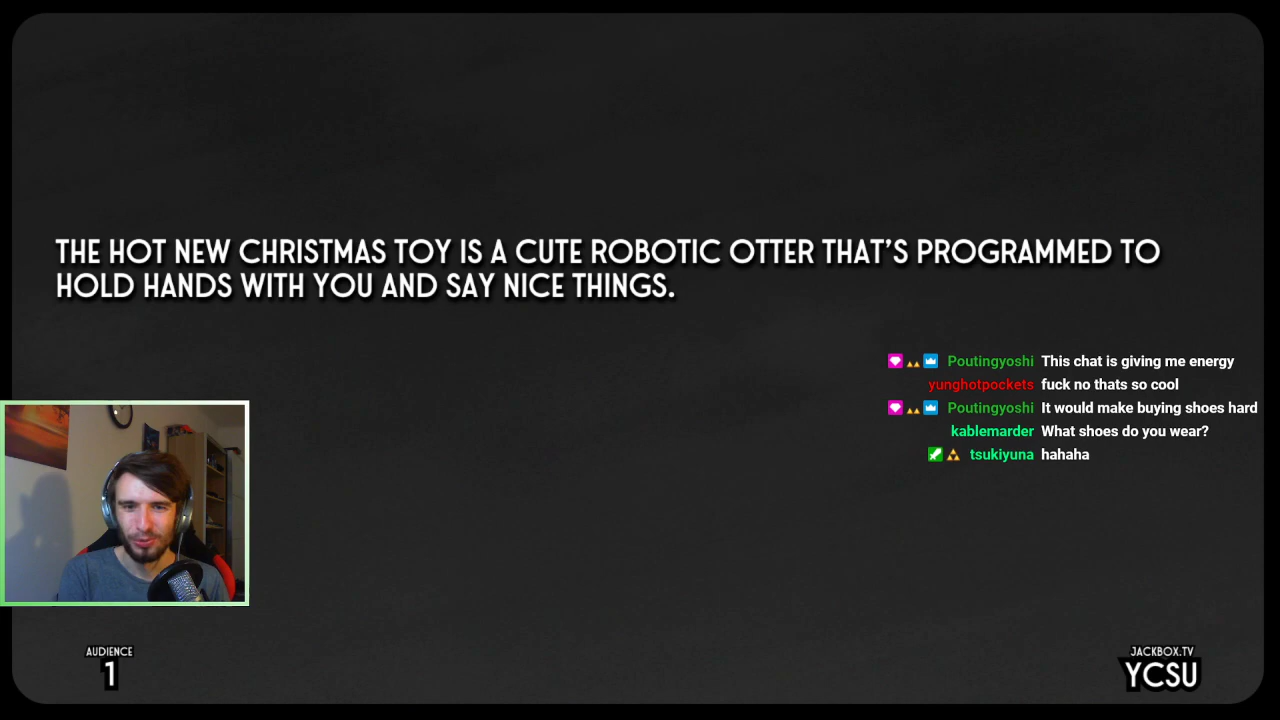 THE HOT NEW CHRISTMAS TOY IS A CUTE ROBOTIC OTTER THAT'S PROGRAMMED TO
HOLD HANDS WITH YOU AND SAY NICE THINGS.
Poutingyoshi This chat is giving me energy
yunghotpockets fuck no thats so cool
Poutingyoshi It would make buying shoes hard
kablemarder What shoes do you wear?
tsukiyuna hahaha
AUDIENCE
1
JACKBOX.TV
YCSU